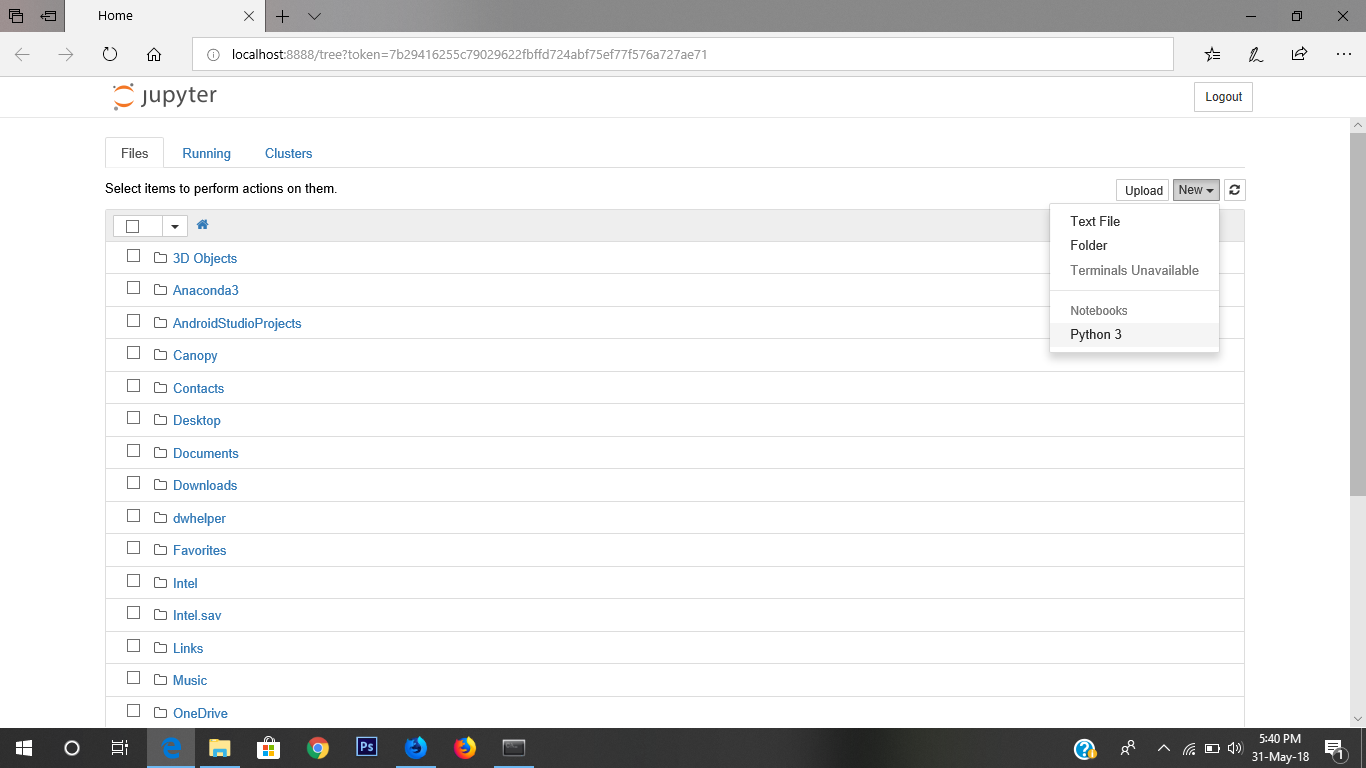 Home
localhost:8888/tree?token=7b29416255c79029622fbffd724abf75ef77f576a727ae71
jupyter
Logout
Files
Running
Clusters
Select items to perform actions on them.
Upload
New
Text File
Folder
Terminals Unavailable
Notebooks
Python 3
3D Objects
Anaconda3
AndroidStudioProjects
Canopy
Contacts
Desktop
Documents
Downloads
dwhelper
Favorites
Intel
Intel.sav
Links
Music
OneDrive
Ps
5:40 PM
31-May-18
1